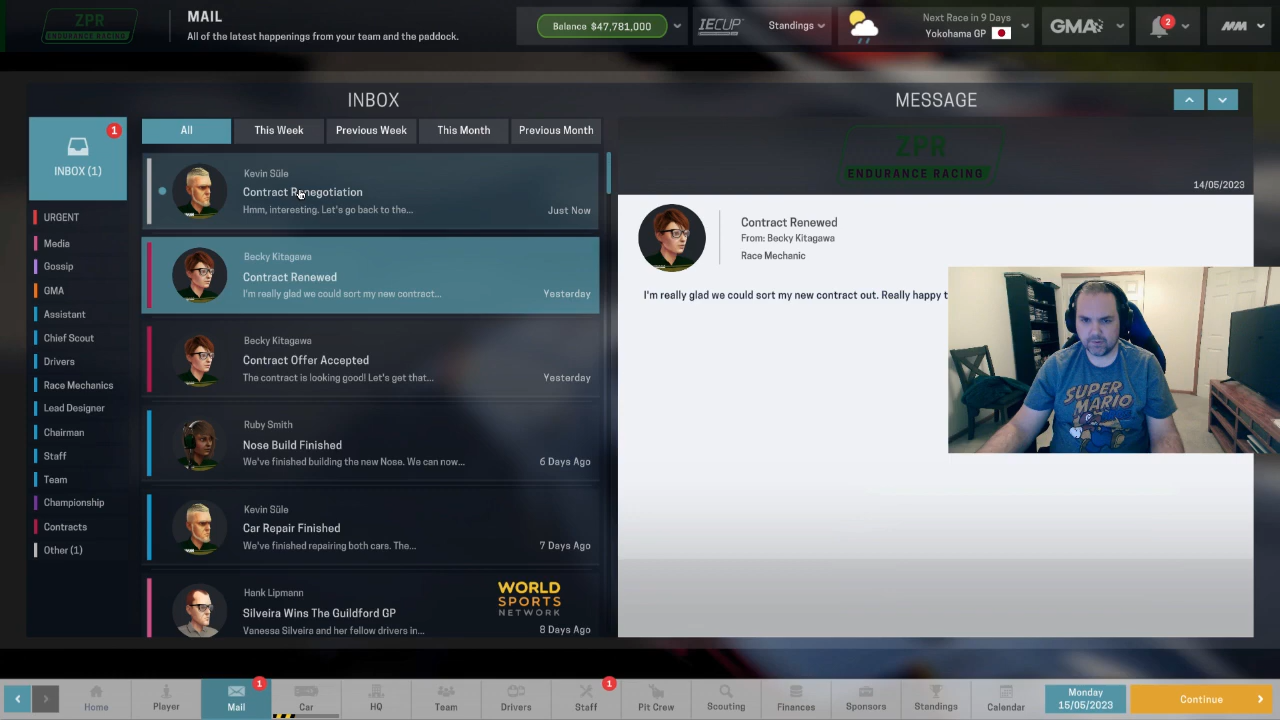 ZPR
ENDURANCE RACING
MAIL
All of the latest happenings from your team and the paddock.
Balance $47,781,000
IECUP
Standings
Next Race in 9 Days
Yokohama GP
GMA
2
INBOX
MESSAGE
1
INBOX (1)
URGENT
Media
Gossip
GMA
Assistant
Chief Scout
Drivers
Race Mechanics
Lead Designer
Chairman
Staff
Team
Championship
Contracts
Other (1)
All
This Week
Previous Week
This Month
Previous Month
Kevin Süle
Contract Renegotiation
Hmm, interesting. Let's go back to the...
Just Now
Becky Kitagawa
Contract Renewed
I'm really glad we could sort my new contract...
Yesterday
Becky Kitagawa
Contract Offer Accepted
The contract is looking good! Let's get that...
Yesterday
Ruby Smith
Nose Build Finished
We've finished building the new Nose. We can now...
6 Days Ago
Kevin Süle
Car Repair Finished
We've finished repairing both cars. The...
7 Days Ago
Hank Lipmann
Silveira Wins The Guildford GP
Vanessa Silveira and her fellow drivers in...
WORLD
SPORTS
NETWORK
8 Days Ago
ZPR
ENDURANCE RACING
14/05/2023
Contract Renewed
From: Becky Kitagawa
Race Mechanic
I'm really glad we could sort my new contract out. Really happy t
SUPER
MARIO
Home
Player
1
Mail
Car
HQ
Team
Drivers
1
Staff
Pit Crew
Scouting
Finances
Sponsors
Standings
Calendar
Monday
15/05/2023
Continue